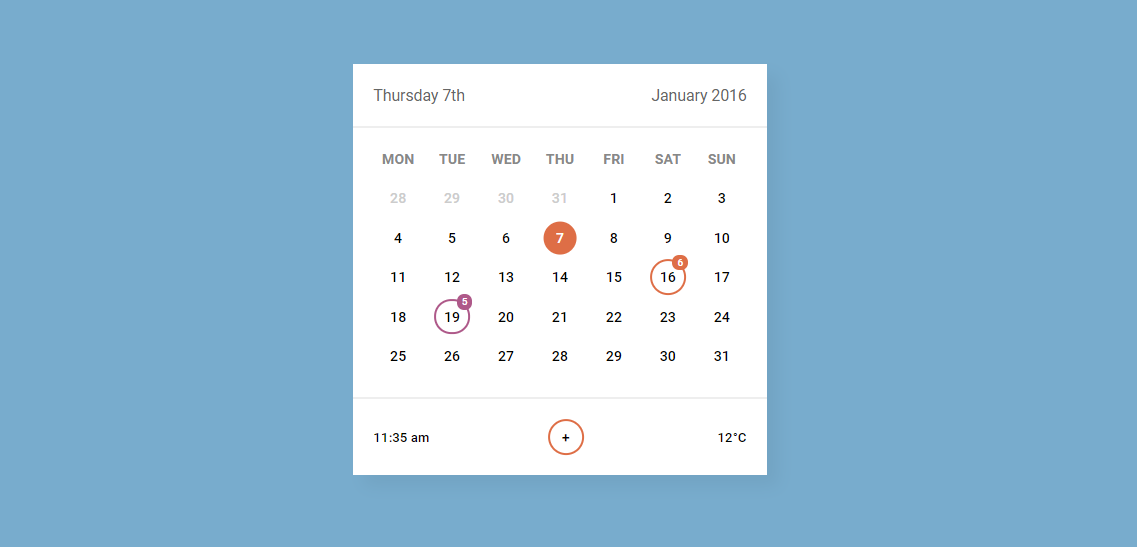 Thursday 7th January 2016
MON TUE WED THU FRI SAT SUN
28 29 30 31 1 2 3
4 5 6 7 8 9 10
11 12 13 14 15 16 6 17
18 19 5 20 21 22 23 24
25 26 27 28 29 30 31
11:35 am + 12°C